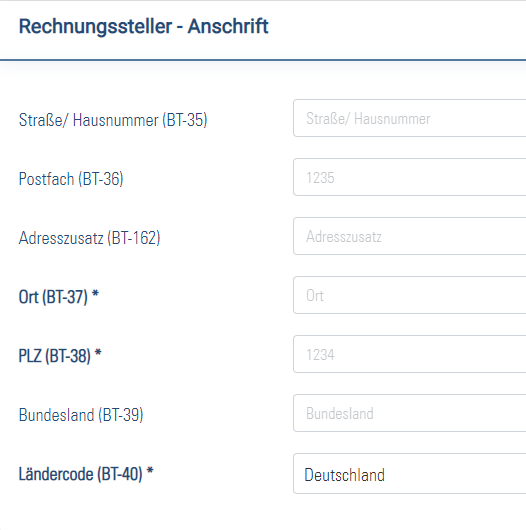 Rechnungssteller - Anschrift
Straße/ Hausnummer (BT-35)
Straße/ Hausnummer
Postfach (BT-36)
1235
Adresszusatz (BT-162)
Adresszusatz
Ort (BT-37) *
Ort
PLZ (BT-38) *
1234
Bundesland (BT-39)
Bundesland
Ländercode (BT-40) *
Deutschland